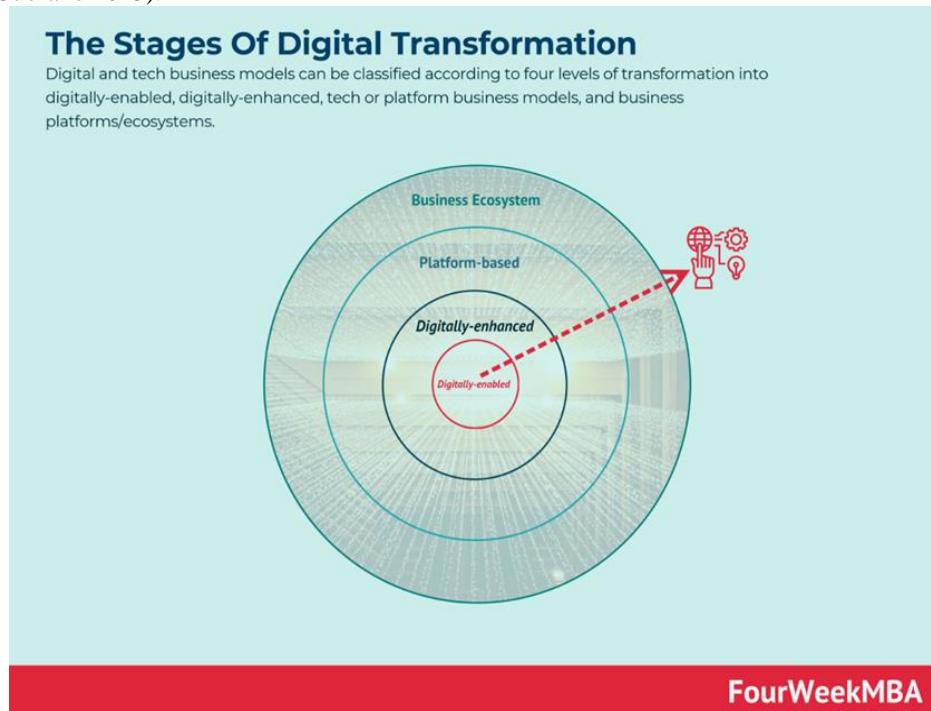 The Stages Of Digital Transformation
Digital and tech business models can be classified according to four levels of transformation into
digitally-enabled, digitally-enhanced, tech or platform business models, and business
platforms/ecosystems.
Business Ecosystem
Platform-based
Digitally-enhanced
Digitally-enabled
FourWeekMBA